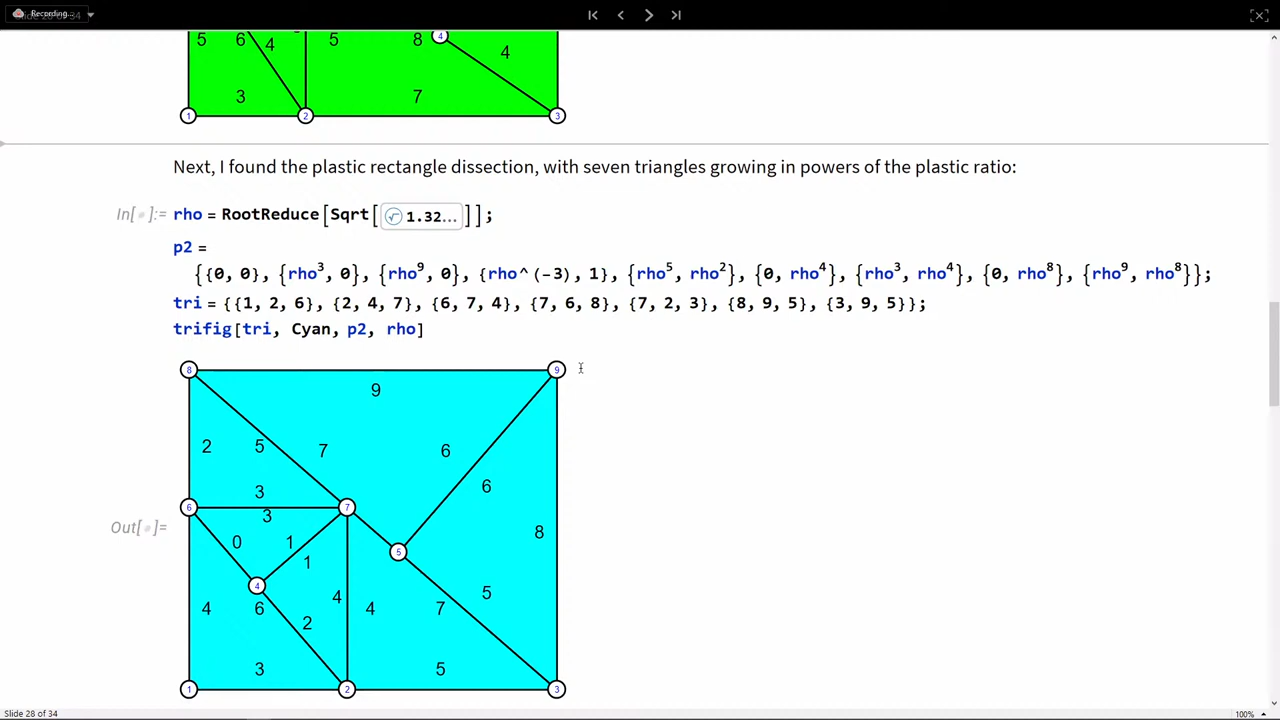 Recording...
Slide 28 of 34
5 6 4 5 8 4 4
3 7
1 2 3
Next, I found the plastic rectangle dissection, with seven triangles growing in powers of the plastic ratio:
In[ ]:= rho = RootReduce[Sqrt[ √ 1.32... ]];
p2 =
{{0, 0}, {rho^3, 0}, {rho^9, 0}, {rho^(-3), 1}, {rho^5, rho^2}, {0, rho^4}, {rho^3, rho^4}, {0, rho^8}, {rho^9, rho^8}};
tri = {{1, 2, 6}, {2, 4, 7}, {6, 7, 4}, {7, 6, 8}, {7, 2, 3}, {8, 9, 5}, {3, 9, 5}};
trifig[tri, Cyan, p2, rho]
8 9
9
2 5 7 6
6
3
6 7
3
Out[ ]=
0 1 8
5
1
4
4 6 4 4 7 5
2
3 5
1 2 3
Slide 28 of 34
100%